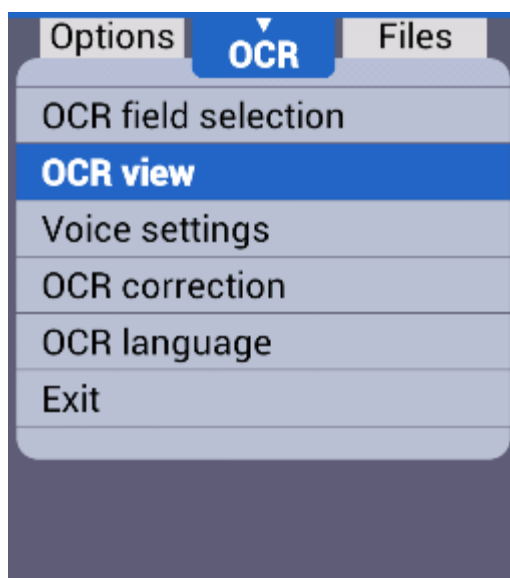 Options OCR Files
OCR field selection
OCR view
Voice settings
OCR correction
OCR language
Exit